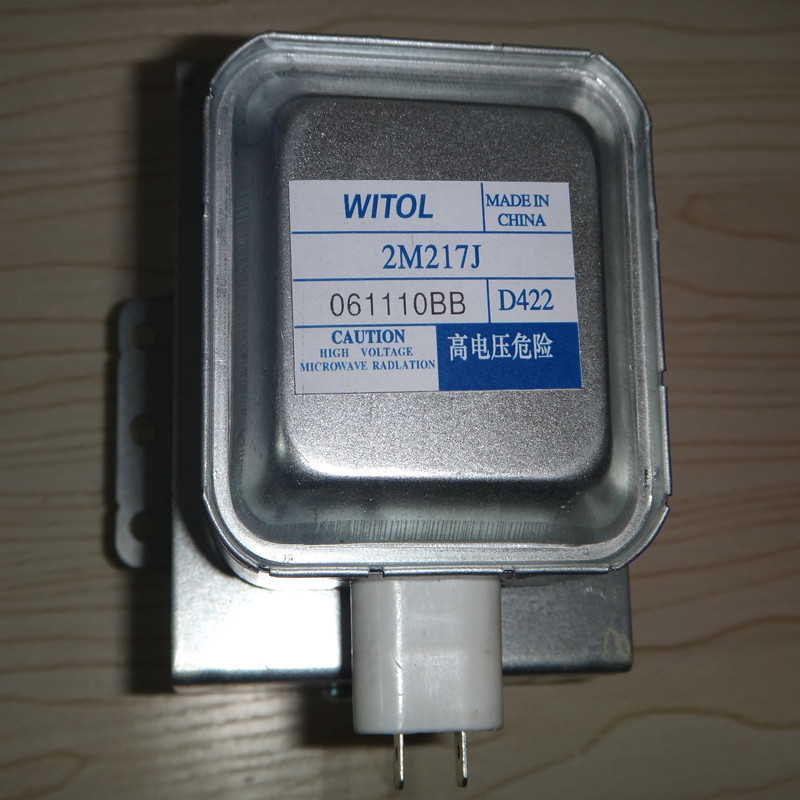 WITOL
MADE IN
CHINA
2M217J
061110BB
D422
CAUTION
HIGH VOLTAGE
MICROWAVE RADLATION
高电压危险